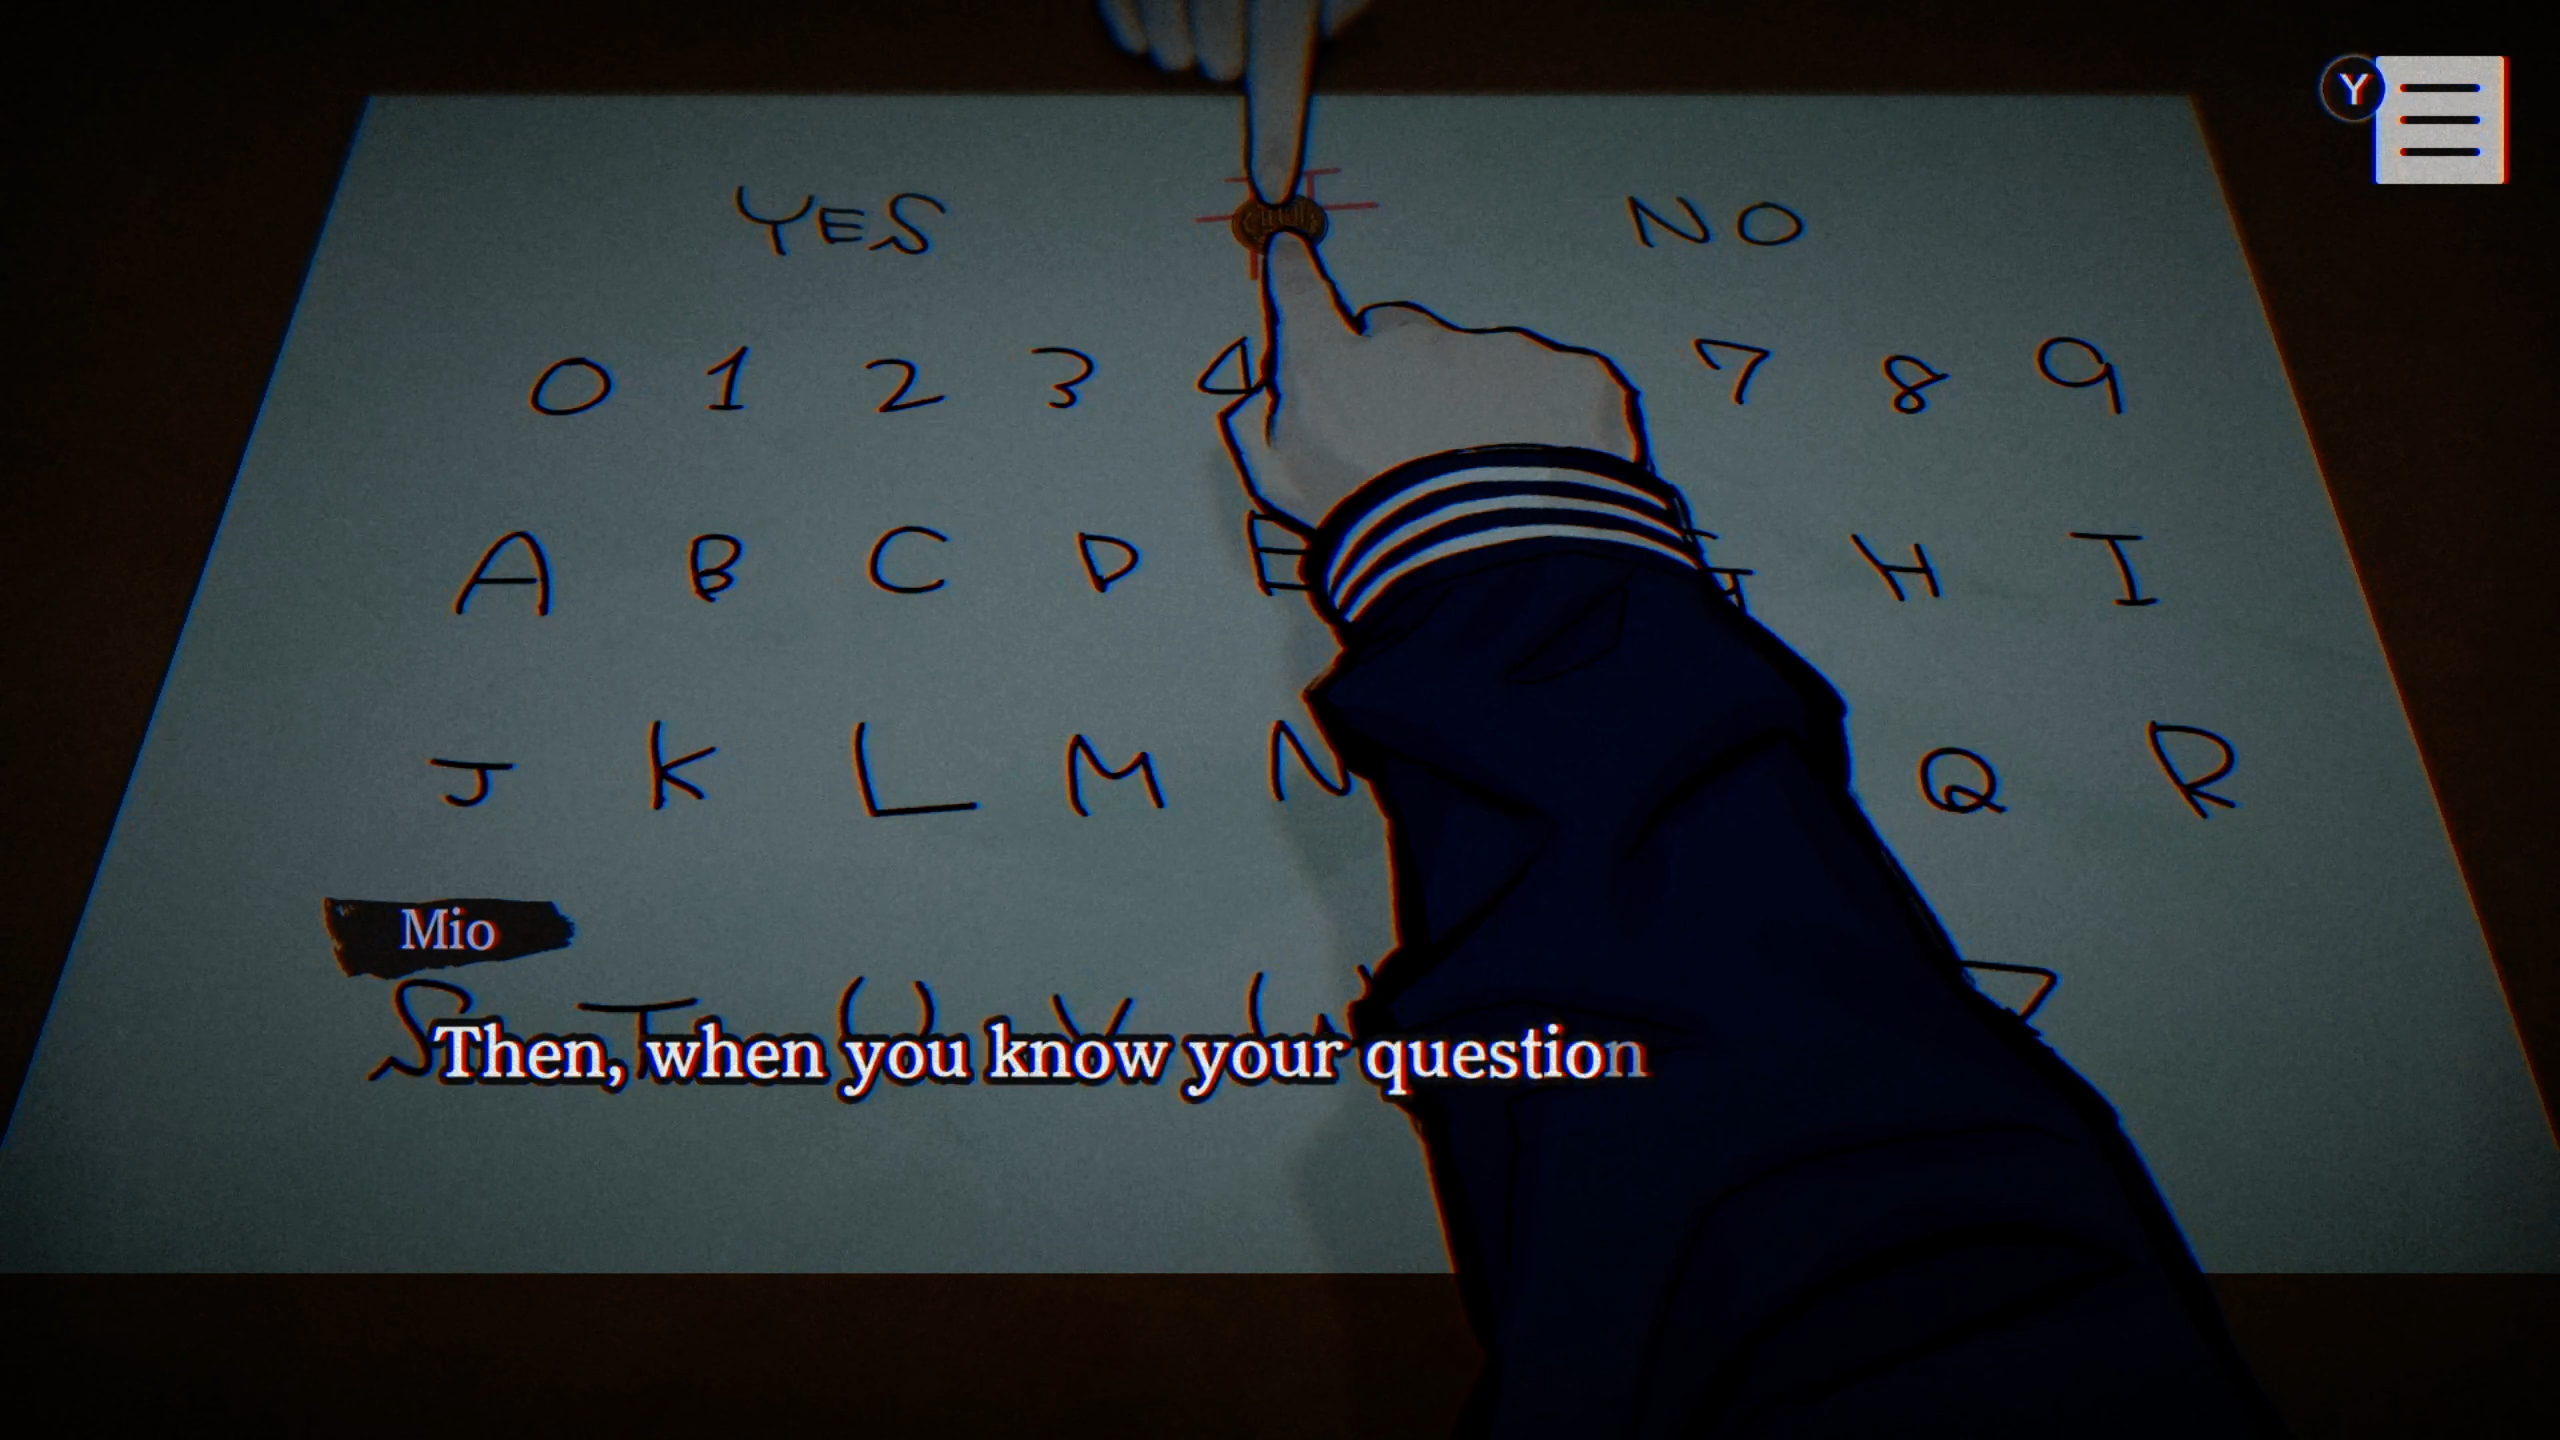 Y
YES NO
0 1 2 3 4 7 8 9
A B C D E G H I
J K L M N Q R
Mio
S T U V W Z
Then, when you know your question